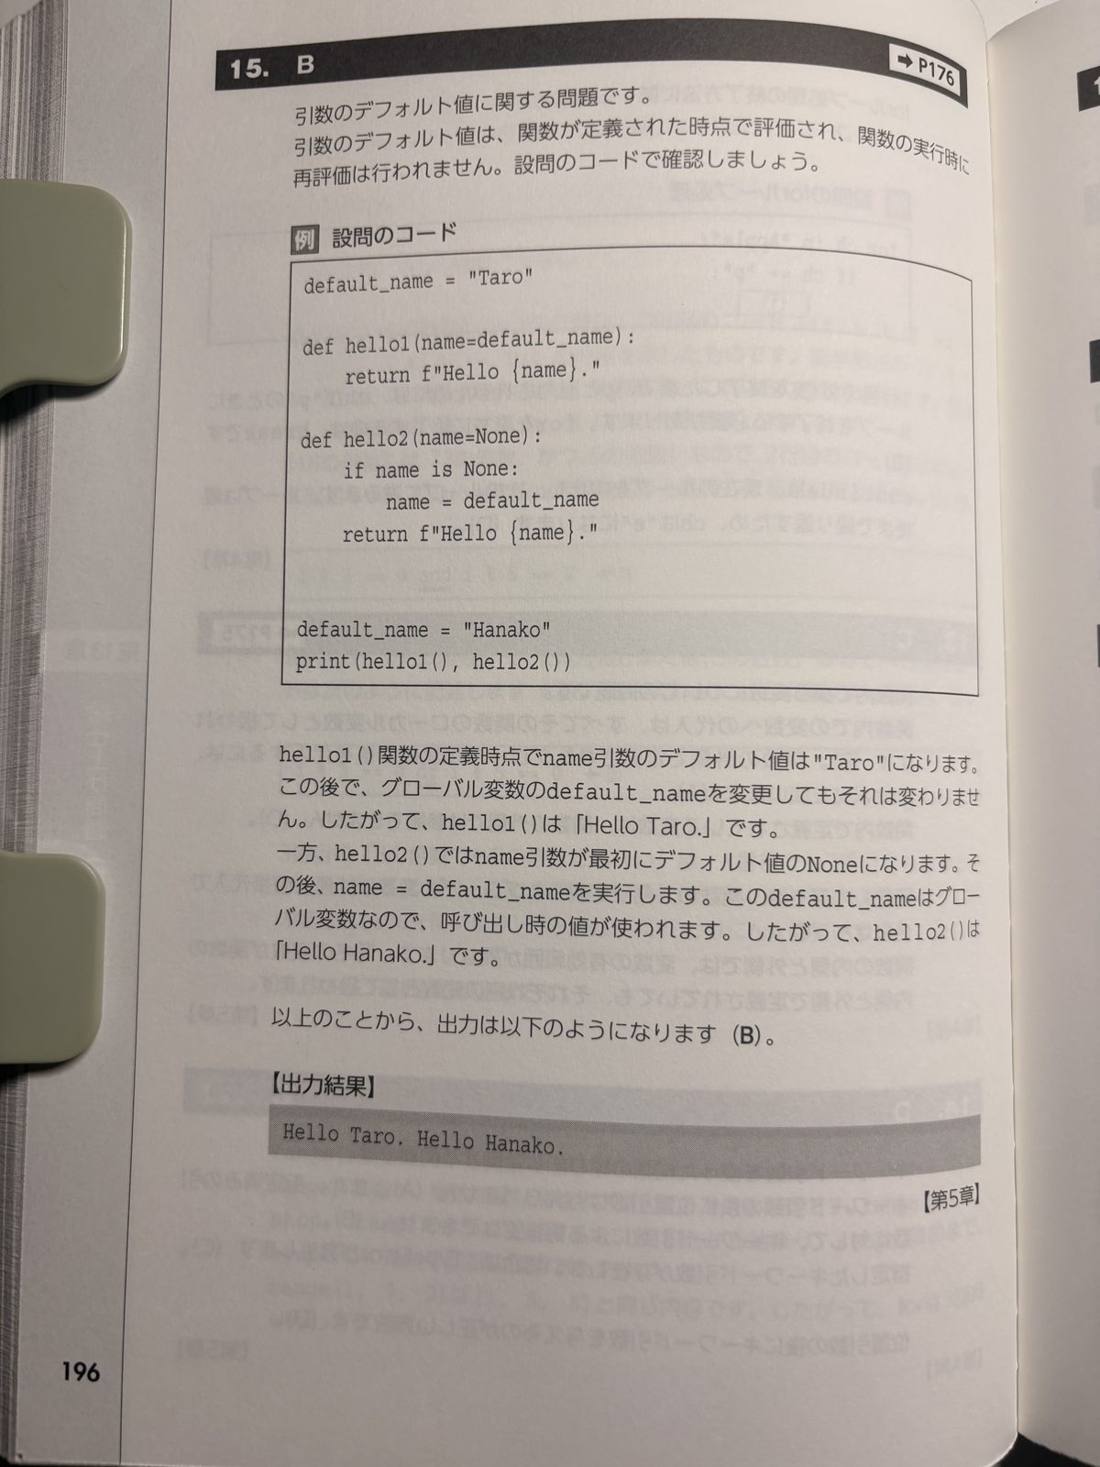 15. B
➡P176
引数のデフォルト値に関する問題です。
引数のデフォルト値は、関数が定義された時点で評価され、関数の実行時に
再評価は行われません。設問のコードで確認しましょう。
例 設問のコード
default_name = "Taro"
def hello1(name=default_name):
    return f"Hello {name}."
def hello2(name=None):
    if name is None:
        name = default_name
    return f"Hello {name}."
default_name = "Hanako"
print(hello1(), hello2())
hello1()関数の定義時点でname引数のデフォルト値は"Taro"になります。
この後で、グローバル変数のdefault_nameを変更してもそれは変わりませ
ん。したがって、hello1()は「Hello Taro.」です。
一方、hello2()ではname引数が最初にデフォルト値のNoneになります。そ
の後、name = default_nameを実行します。このdefault_nameはグロー
バル変数なので、呼び出し時の値が使われます。したがって、hello2()は
「Hello Hanako.」です。
以上のことから、出力は以下のようになります（B）。
【出力結果】
Hello Taro. Hello Hanako.
【第5章】
196